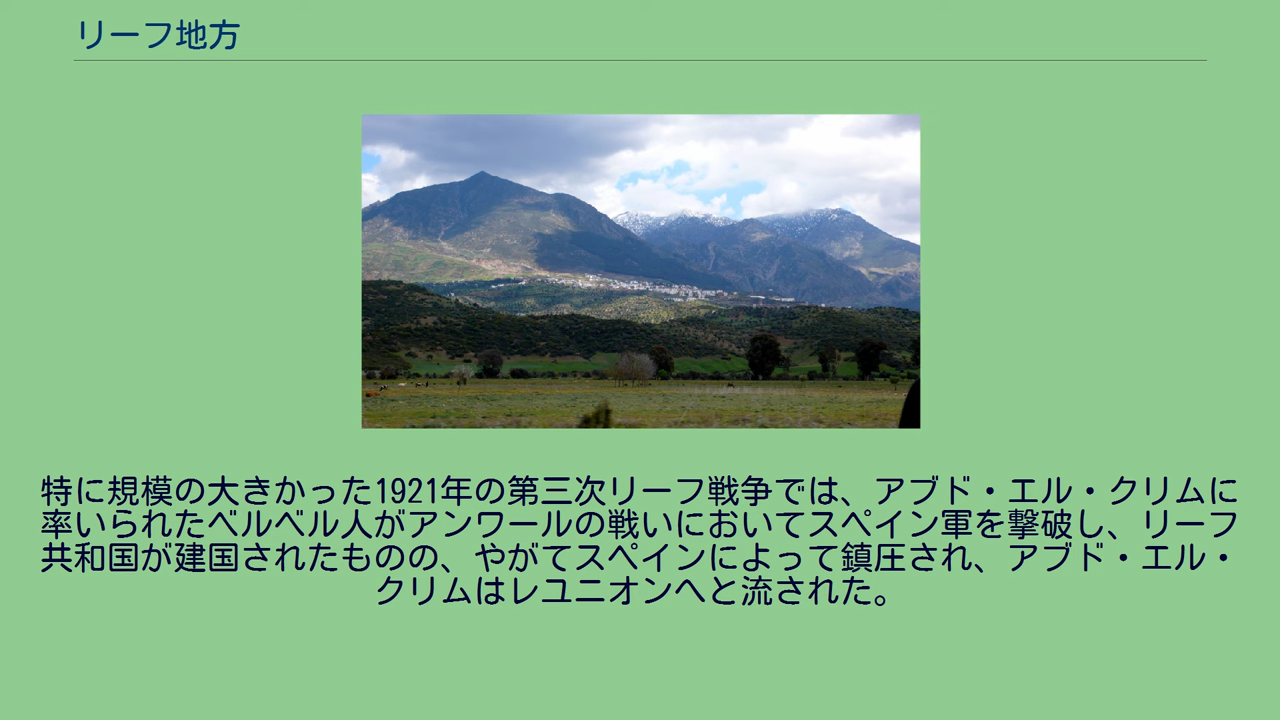 リーフ地方
特に規模の大きかった1921年の第三次リーフ戦争では、アブド・エル・クリムに
率いられたベルベル人がアンワールの戦いにおいてスペイン軍を撃破し、リーフ
共和国が建国されたものの、やがてスペインによって鎮圧され、アブド・エル・
クリムはレユニオンへと流された。